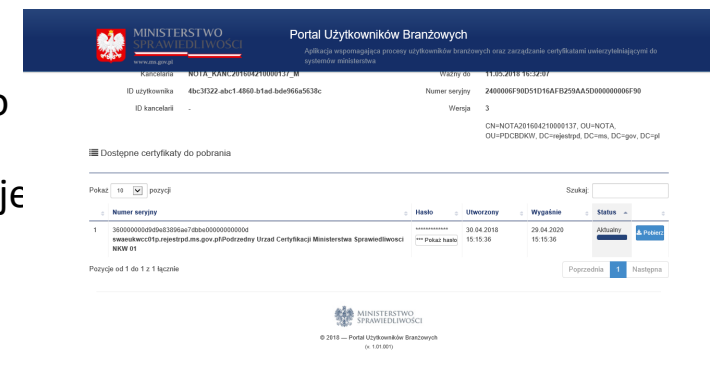 MINISTERSTWO
SPRAWIEDLIWOŚCI
www.ms.gov.pl
Portal Użytkowników Branżowych
Aplikacja wspomagająca procesy użytkowników branżowych oraz zarządzanie certyfikatami uwierzytelniającymi do
systemów ministerstwa
Kancelaria NOTA_KANC201604210000137_M
Ważny do 11.05.2018 16:32:07
ID użytkownika 4bc3f322-abc1-4860-b1ad-bde966a5638c
Numer seryjny 2400006F90D51D16AFB259AA5D000000006F90
ID kancelarii -
Wersja 3
CN=NOTA201604210000137, OU=NOTA,
OU=PDCBDKW, DC=rejestrpd, DC=ms, DC=gov, DC=pl
je
Dostępne certyfikaty do pobrania
Pokaż 10 pozycji
Szukaj:
Numer seryjny Hasło Utworzony Wygaśnie Status
1 360000000d9d9e83896ae7dbbe00000000000d ************* 30.04.2018 29.04.2020 Aktualny Pobierz
swaeukwcc01p.rejestrpd.ms.gov.pl\Podrzedny Urzad Certyfikacji Ministerstwa Sprawiedliwosci *** Pokaż hasło 15:15:36 15:15:36
NKW 01
Pozycje od 1 do 1 z 1 łącznie
Poprzednia 1 Następna
MINISTERSTWO
SPRAWIEDLIWOŚCI
© 2018 — Portal Użytkowników Branżowych
(v. 1.01.001)